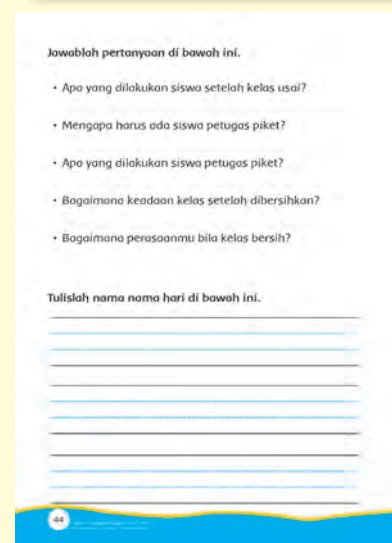 Jawablah pertanyaan di bawah ini.
• Apa yang dilakukan siswa setelah kelas usai?
• Mengapa harus ada siswa petugas piket?
• Apa yang dilakukan siswa petugas piket?
• Bagaimana keadaan kelas setelah dibersihkan?
• Bagaimana perasaanmu bila kelas bersih?
Tulislah nama nama hari di bawah ini.
44